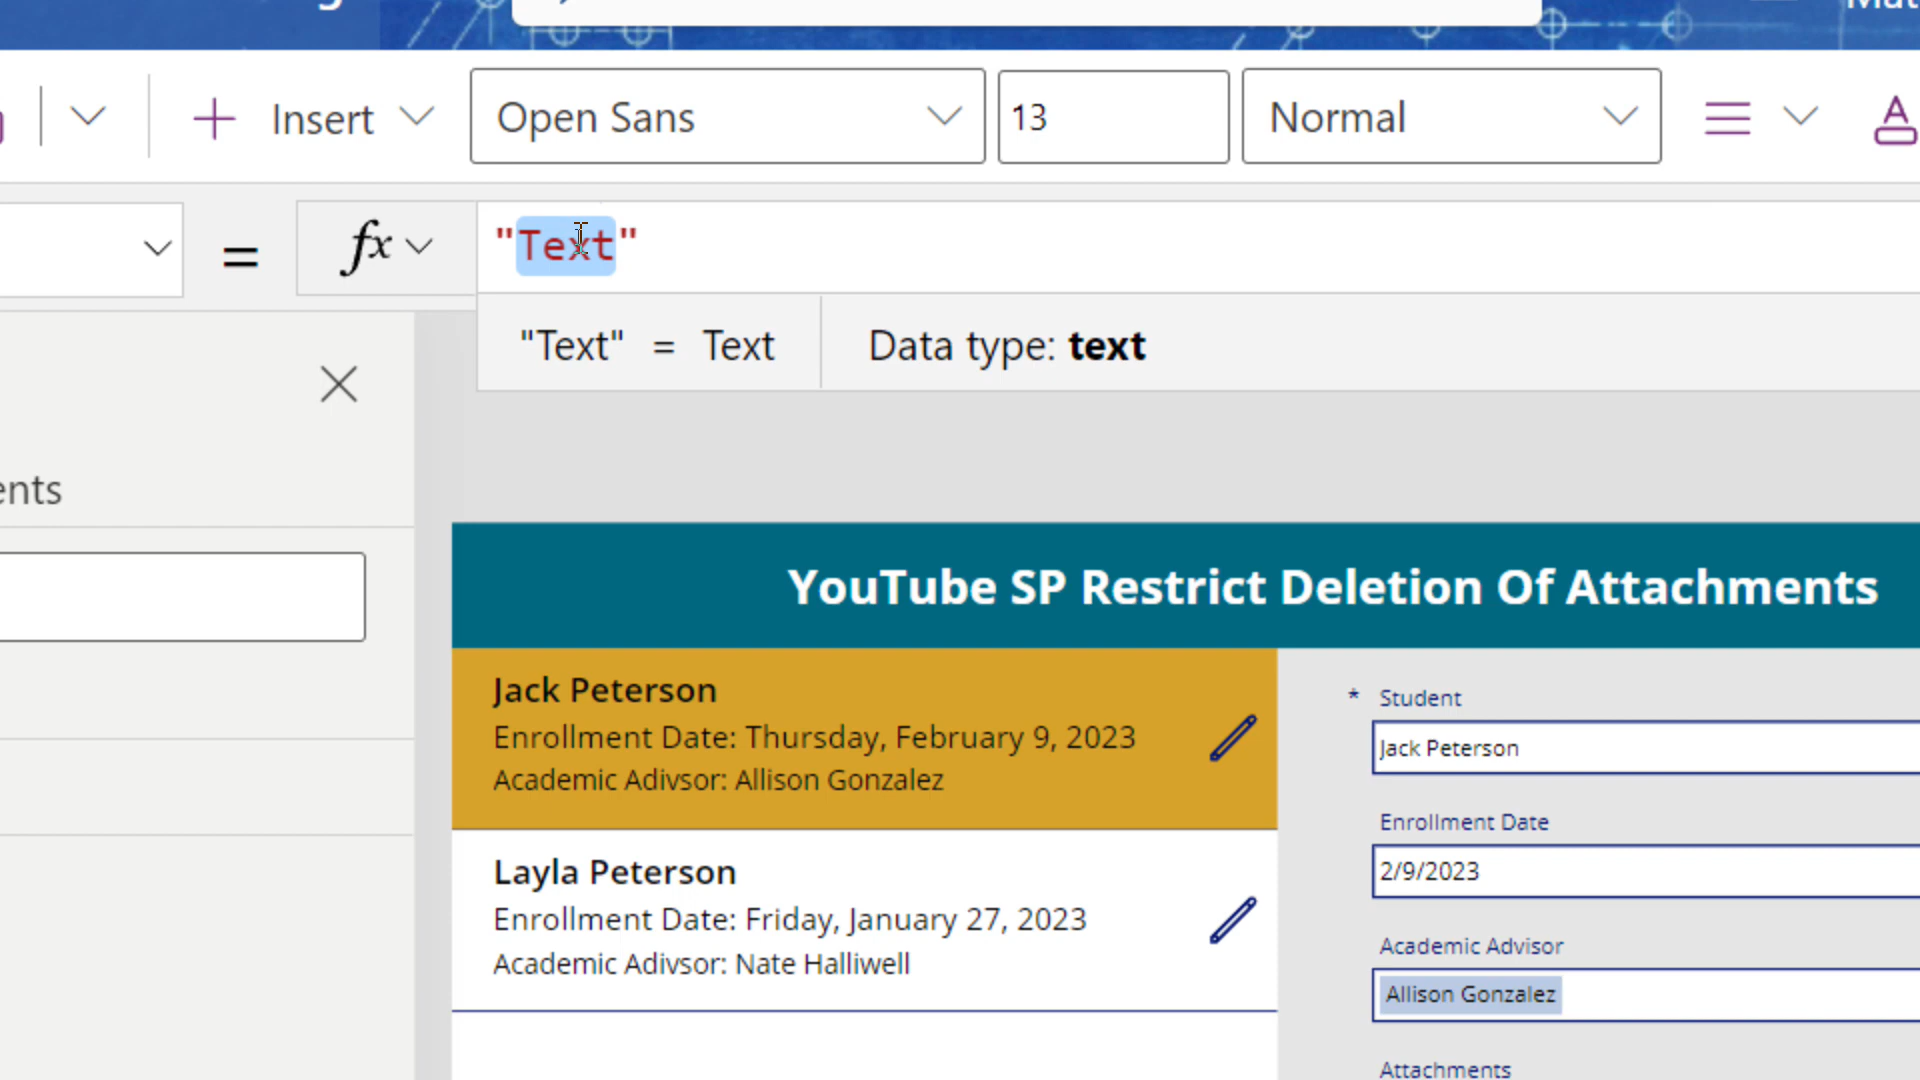 Insert
Open Sans
13
Normal
=
fx
"Text"
"Text" = Text
Data type: text
ents
YouTube SP Restrict Deletion Of Attachments
Jack Peterson
Enrollment Date: Thursday, February 9, 2023
Academic Adivsor: Allison Gonzalez
Layla Peterson
Enrollment Date: Friday, January 27, 2023
Academic Adivsor: Nate Halliwell
* Student
Jack Peterson
Enrollment Date
2/9/2023
Academic Advisor
Allison Gonzalez
Attachments